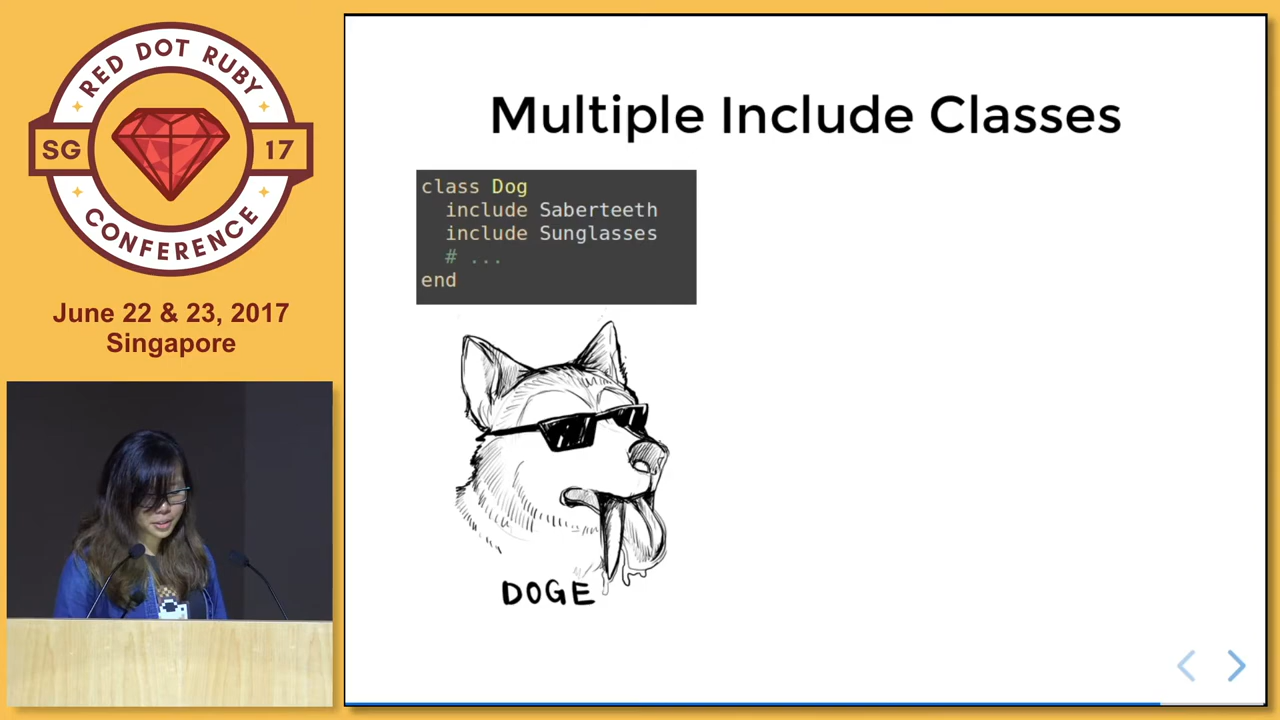 RED DOT RUBY
SG 17
CONFERENCE
June 22 & 23, 2017
Singapore
Multiple Include Classes
class Dog
  include Saberteeth
  include Sunglasses
  # ...
end
DOGE